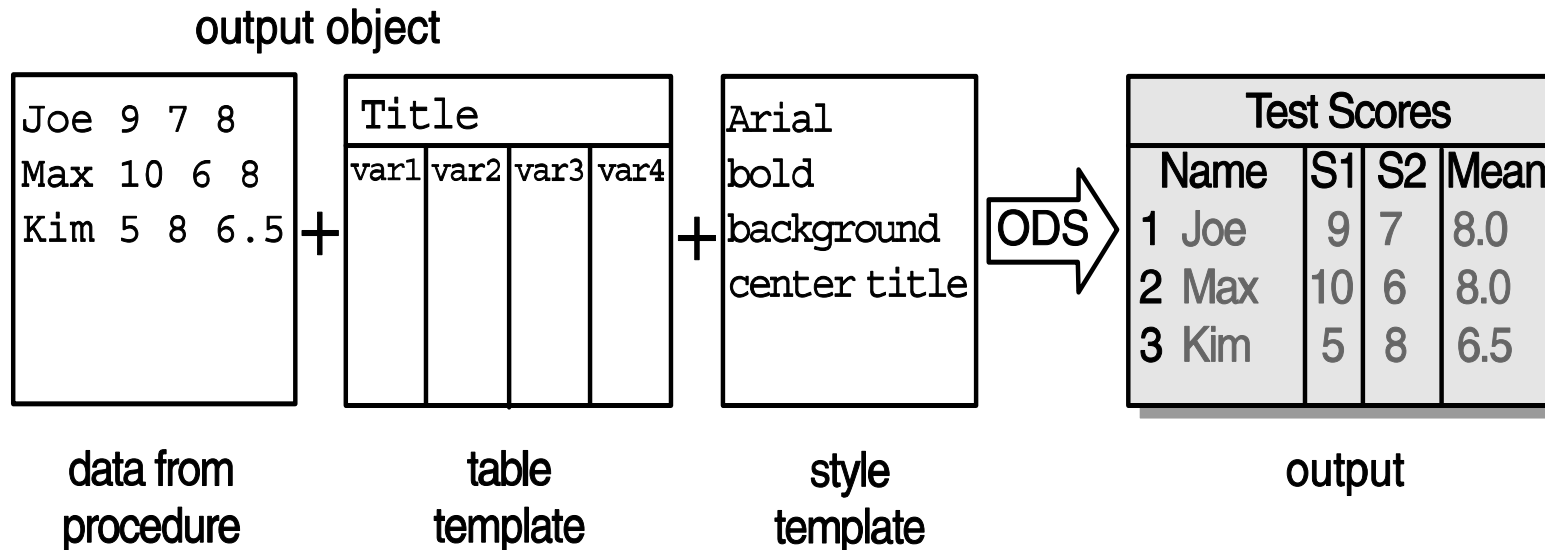 output object
Joe 9 7 8
Max 10 6 8
Kim 5 8 6.5
+
Title
var1 var2 var3 var4
+
Arial
bold
background
center title
ODS
Test Scores
Name S1 S2 Mean
1 Joe 9 7 8.0
2 Max 10 6 8.0
3 Kim 5 8 6.5
data from
procedure
table
template
style
template
output